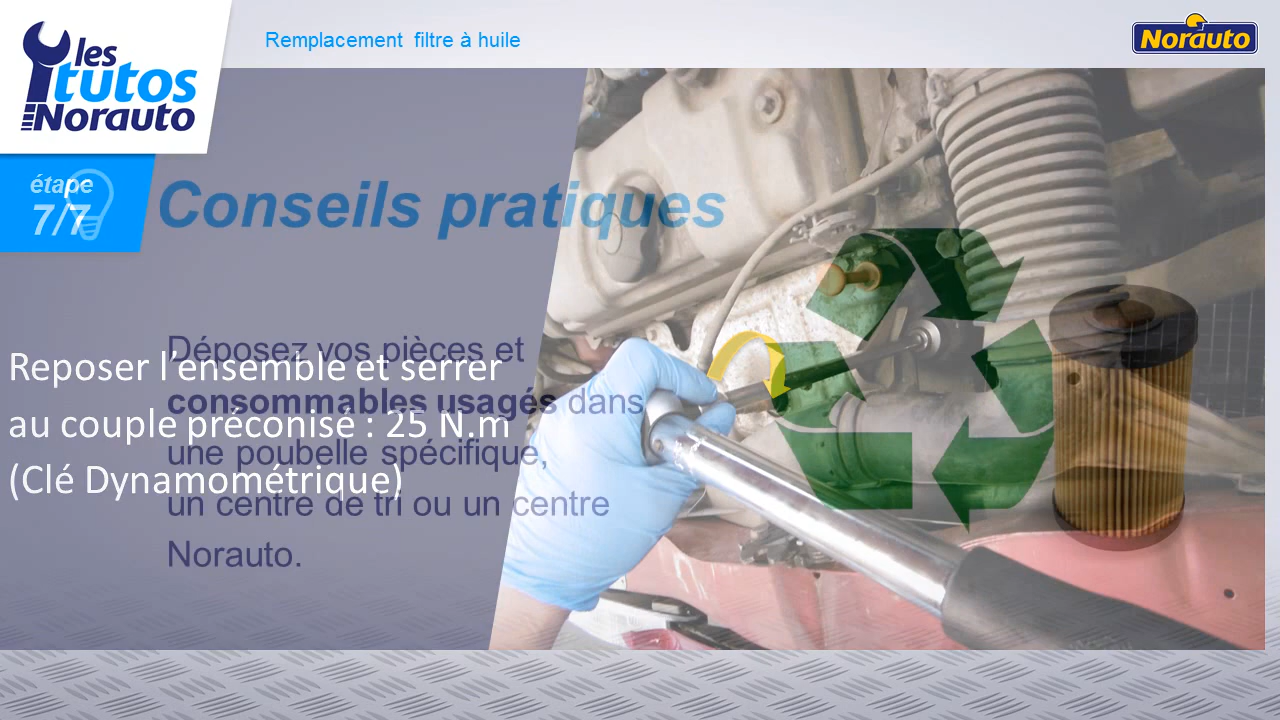 les
tutos
Norauto
Remplacement filtre à huile
Norauto
étape
7/7
Conseils pratiques
Reposer l’ensemble et serrer
au couple préconisé : 25 N.m
(Clé Dynamométrique)
Déposez vos pièces et
consommables usagés dans
une poubelle spécifique,
un centre de tri ou un centre
Norauto.